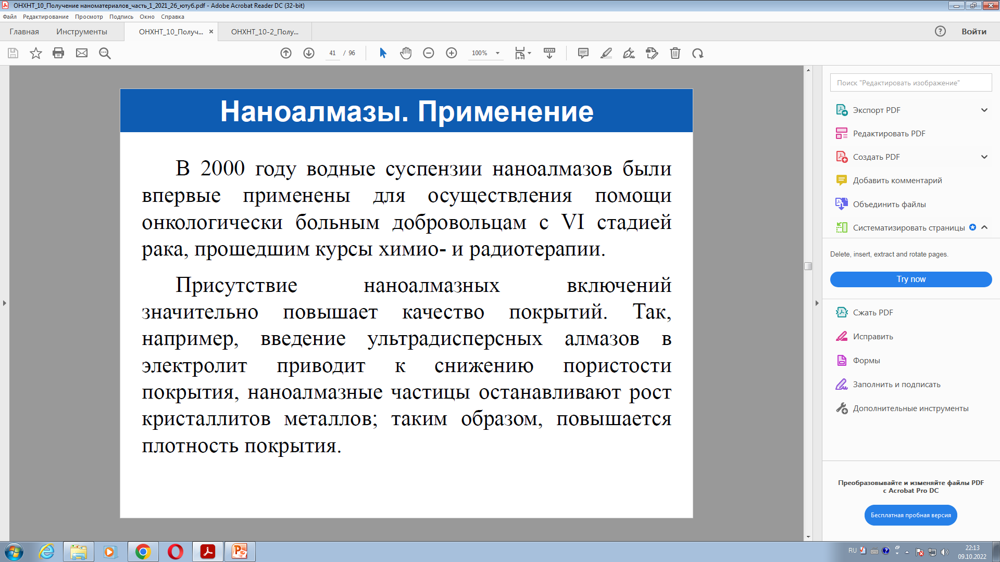 ОНХНТ_10_Получение наноматериалов_часть_1_2021_26_ютуб.pdf - Adobe Acrobat Reader DC (32-bit)
Файл Редактирование Просмотр Подпись Окно Справка
Главная Инструменты ОНХНТ_10_Получ... × ОНХНТ_10-2_Полу... Войти
41 / 96 100%
Наноалмазы. Применение
В 2000 году водные суспензии наноалмазов были
впервые применены для осуществления помощи
онкологически больным добровольцам с VI стадией
рака, прошедшим курсы химио- и радиотерапии.
Присутствие наноалмазных включений
значительно повышает качество покрытий. Так,
например, введение ультрадисперсных алмазов в
электролит приводит к снижению пористости
покрытия, наноалмазные частицы останавливают рост
кристаллитов металлов; таким образом, повышается
плотность покрытия.
Поиск "Редактировать изображение"
Экспорт PDF
Редактировать PDF
Создать PDF
Добавить комментарий
Объединить файлы
Систематизировать страницы
Delete, insert, extract and rotate pages.
Try now
Сжать PDF
Исправить
Формы
Заполнить и подписать
Дополнительные инструменты
Преобразовывайте и изменяйте файлы PDF
с Acrobat Pro DC
Бесплатная пробная версия
RU
22:13
09.10.2022